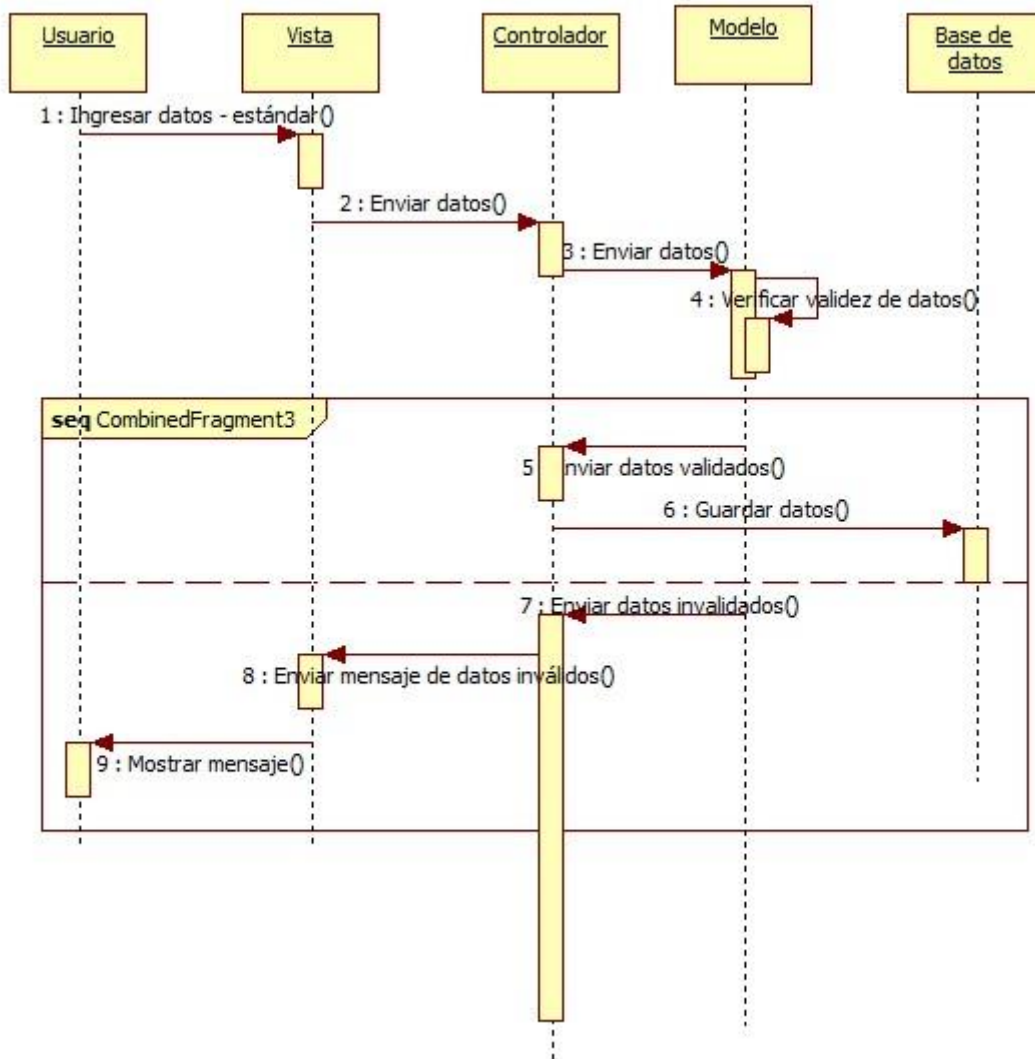 Usuario
Vista
Controlador
Modelo
Base de
datos
1 : Ingresar datos - estándar()
2 : Enviar datos()
3 : Enviar datos()
4 : Verificar validez de datos()
seq CombinedFragment3
5 : Enviar datos validados()
6 : Guardar datos()
7 : Enviar datos invalidados()
8 : Enviar mensaje de datos inválidos()
9 : Mostrar mensaje()